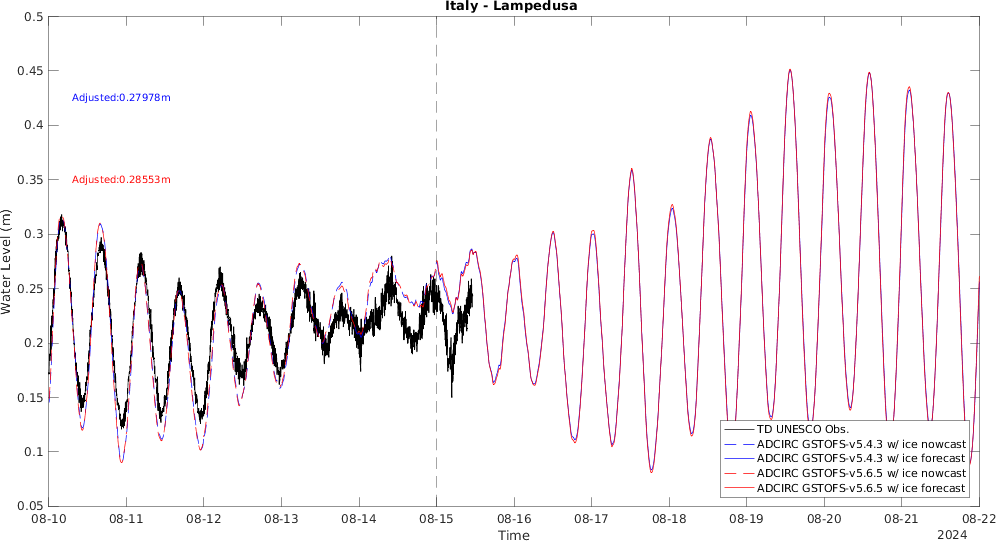 Italy - Lampedusa
0.5
0.45
0.4
0.35
0.3
0.25
0.2
0.15
0.1
0.05
Water Level (m)
Adjusted:0.27978m
Adjusted:0.28553m
TD UNESCO Obs.
ADCIRC GSTOFS-v5.4.3 w/ ice nowcast
ADCIRC GSTOFS-v5.4.3 w/ ice forecast
ADCIRC GSTOFS-v5.6.5 w/ ice nowcast
ADCIRC GSTOFS-v5.6.5 w/ ice forecast
08-10 08-11 08-12 08-13 08-14 08-15 08-16 08-17 08-18 08-19 08-20 08-21 08-22
Time
2024